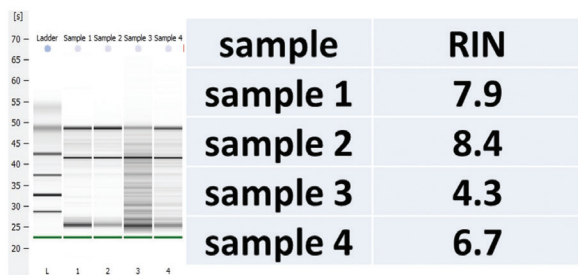 [s]
70
65
60
55
50
45
40
35
30
25
20
Ladder Sample 1 Sample 2 Sample 3 Sample 4
L 1 2 3 4
sample RIN
sample 1 7.9
sample 2 8.4
sample 3 4.3
sample 4 6.7